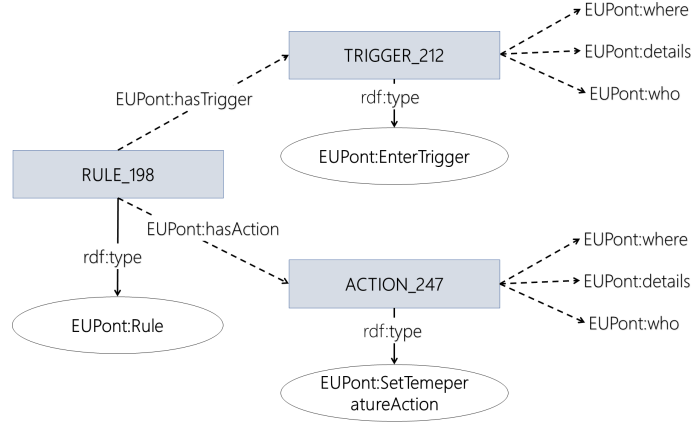 EUPont:where
TRIGGER_212
EUPont:details
EUPont:hasTrigger
rdf:type
EUPont:who
EUPont:EnterTrigger
RULE_198
EUPont:hasAction
EUPont:where
rdf:type
ACTION_247
EUPont:details
EUPont:Rule
rdf:type
EUPont:who
EUPont:SetTemeper
atureAction